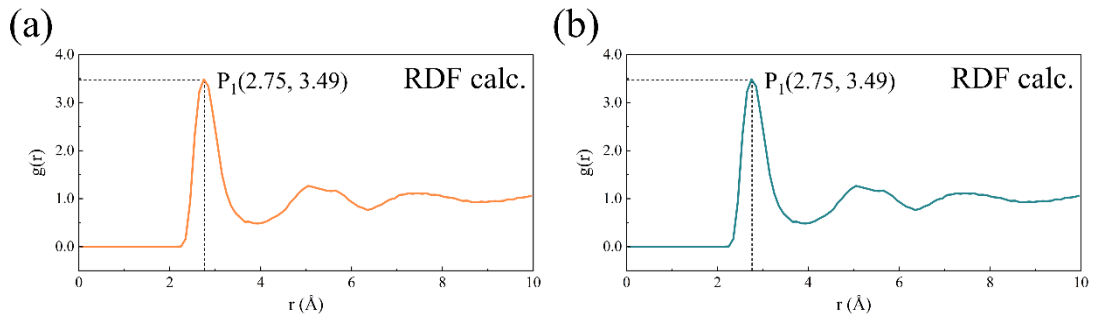 (a)
4.0
3.0
2.0
1.0
0.0
g(r)
P₁(2.75, 3.49)
RDF calc.
0 2 4 6 8 10
r (Å)
(b)
4.0
3.0
2.0
1.0
0.0
g(r)
P₁(2.75, 3.49)
RDF calc.
0 2 4 6 8 10
r (Å)